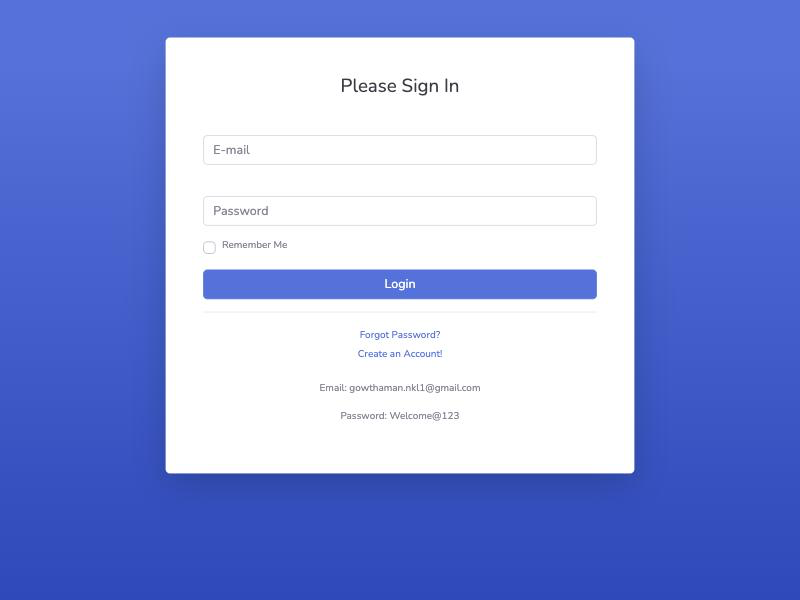 Please Sign In
E-mail
Password
Remember Me
Login
Forgot Password?
Create an Account!
Email: gowthaman.nkl1@gmail.com
Password: Welcome@123